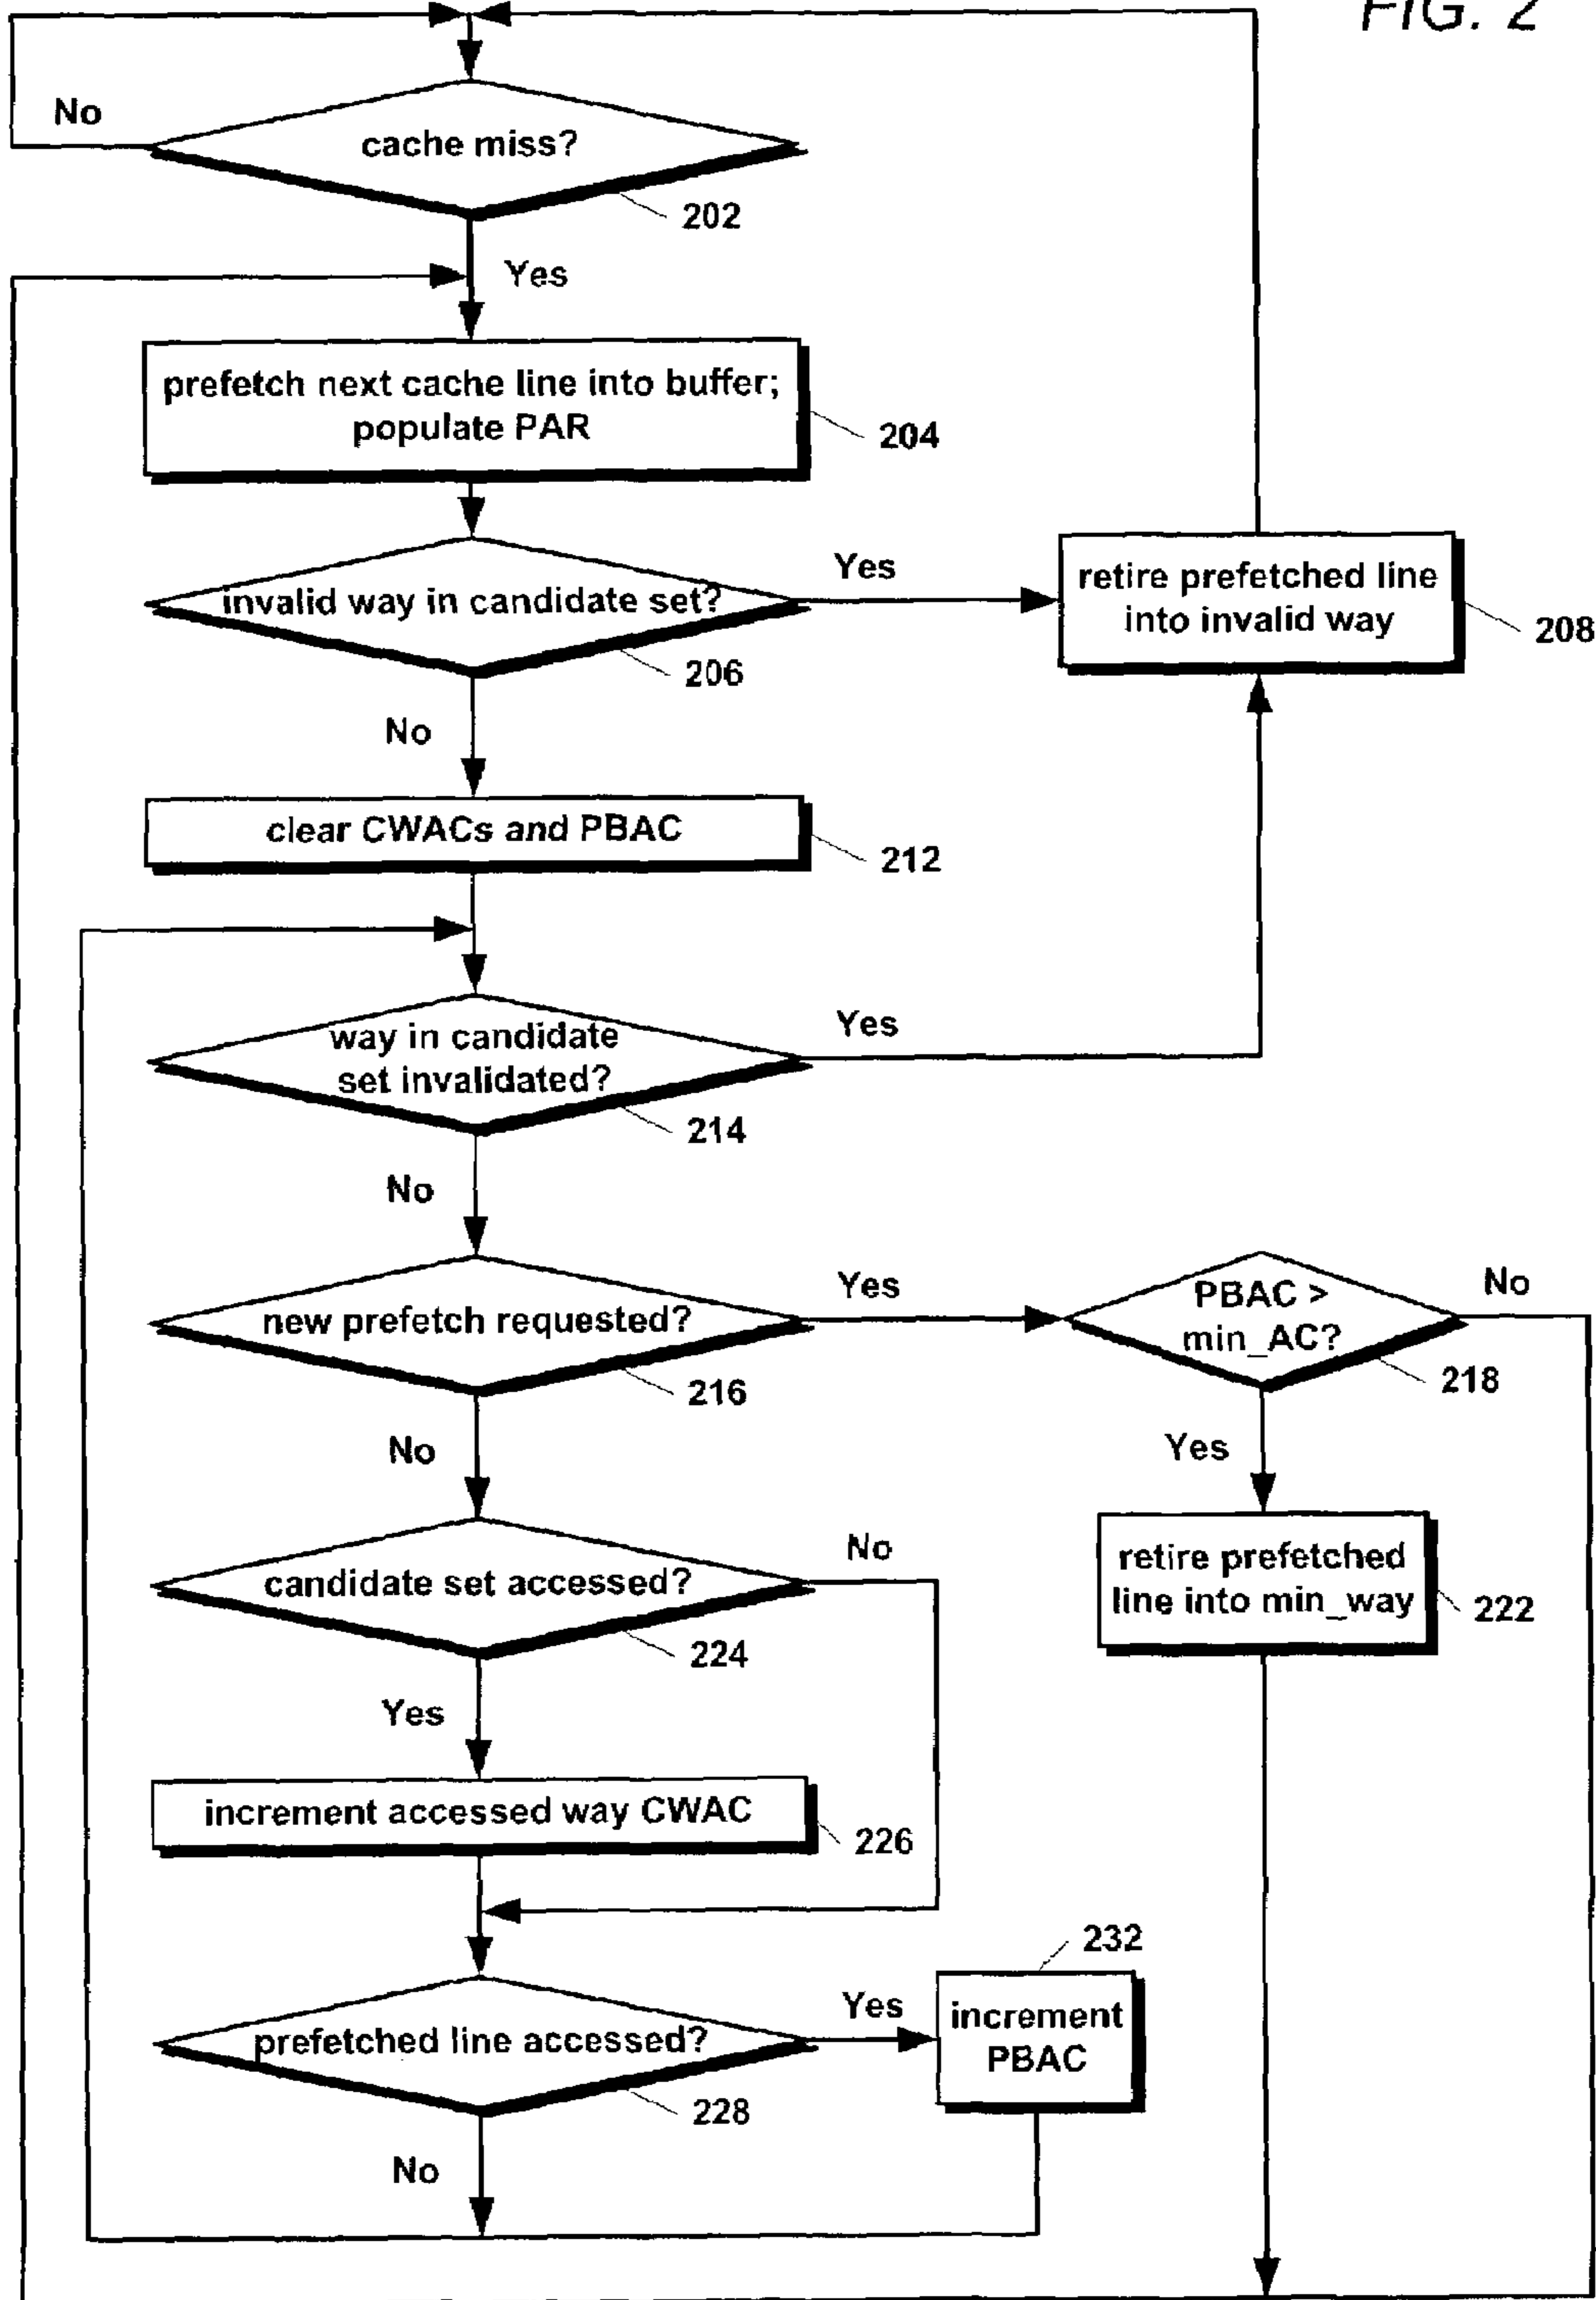 FIG. 2
No
cache miss?
202
Yes
prefetch next cache line into buffer;
populate PAR
204
invalid way in candidate set?
Yes
206
retire prefetched line
into invalid way
208
No
clear CWACs and PBAC
212
way in candidate
set invalidated?
Yes
214
No
new prefetch requested?
Yes
216
PBAC >
min_AC?
No
218
No
Yes
candidate set accessed?
No
224
retire prefetched
line into min_way
222
Yes
increment accessed way CWAC
226
prefetched line accessed?
Yes
228
232
increment
PBAC
No